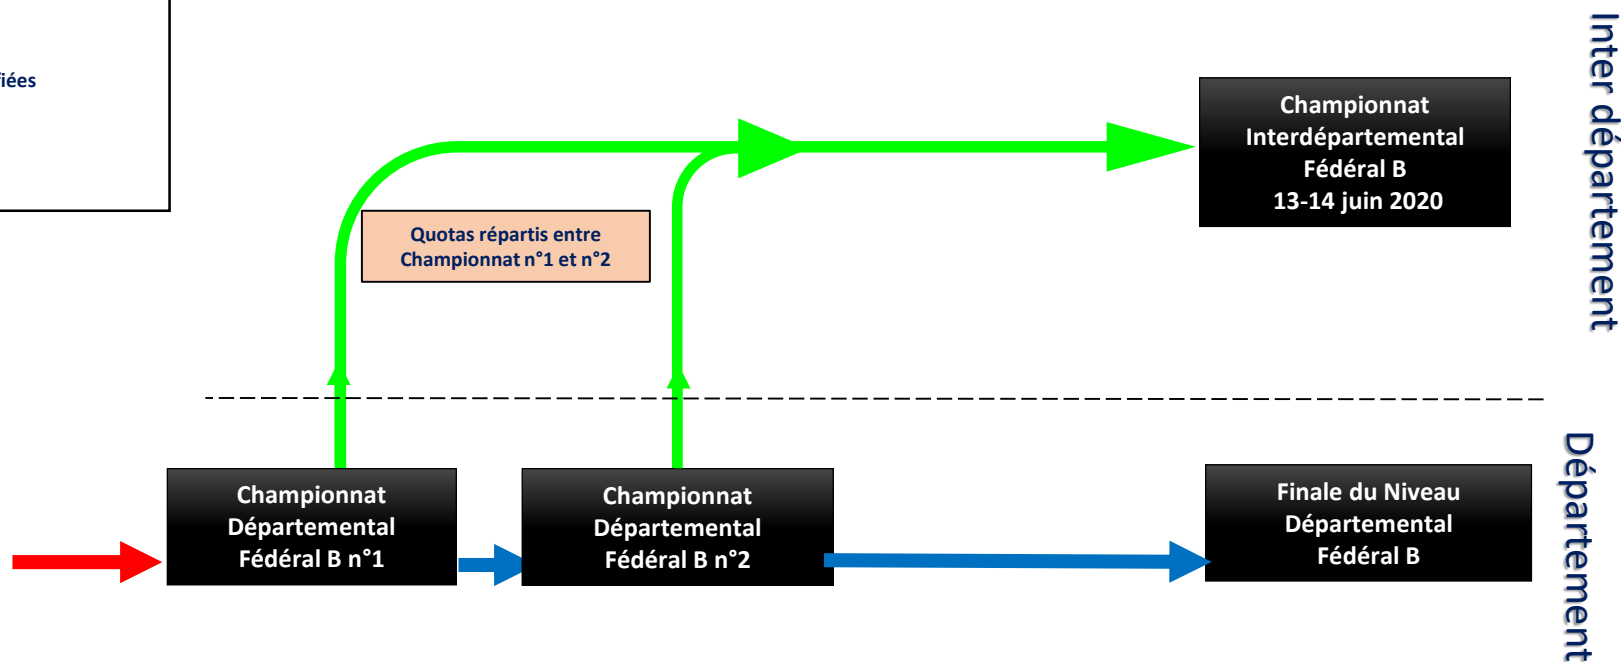 fiées
Championnat
Interdépartemental
Fédéral B
13-14 juin 2020
Inter département
Quotas répartis entre
Championnat n°1 et n°2
Championnat
Départemental
Fédéral B n°1
Championnat
Départemental
Fédéral B n°2
Finale du Niveau
Départemental
Fédéral B
Département